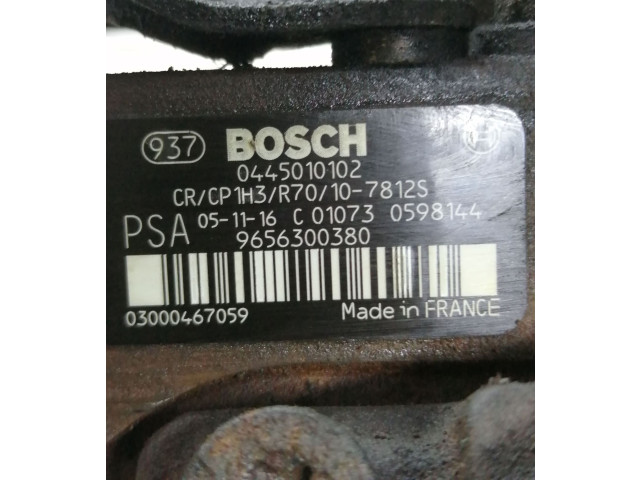 937 BOSCH
0445010102
CR/CP1H3/R70/10-7812S
PSA 05-11-16 C 01073 0598144
9656300380
03000467059 Made in FRANCE